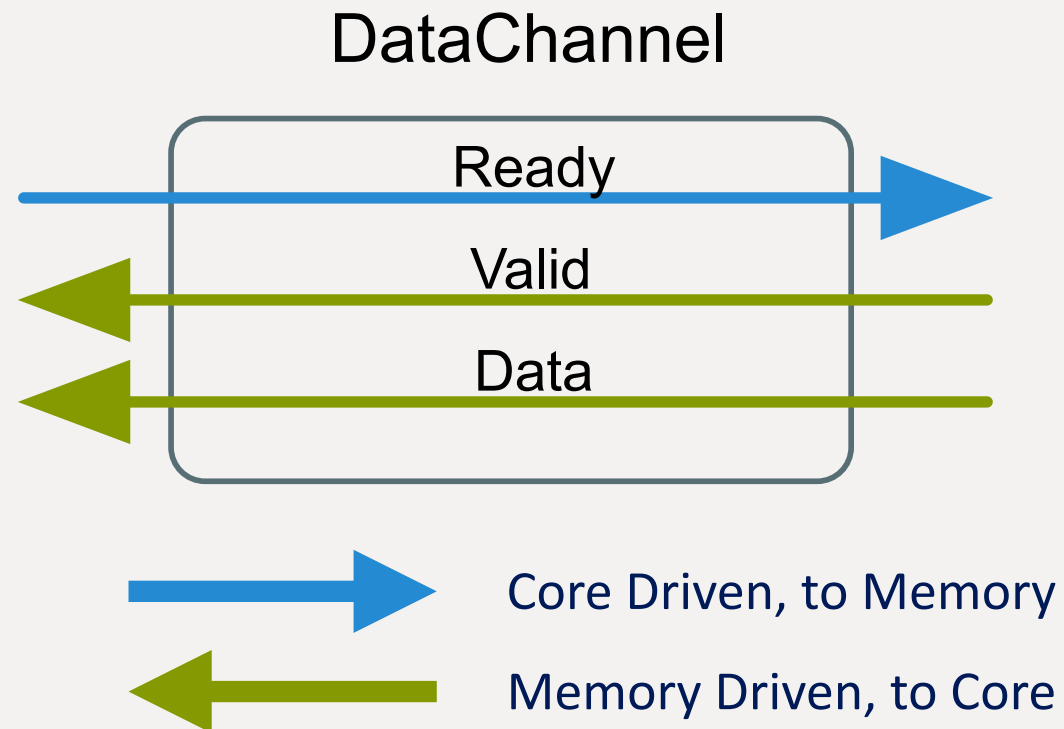 DataChannel
Ready
Valid
Data
Core Driven, to Memory
Memory Driven, to Core